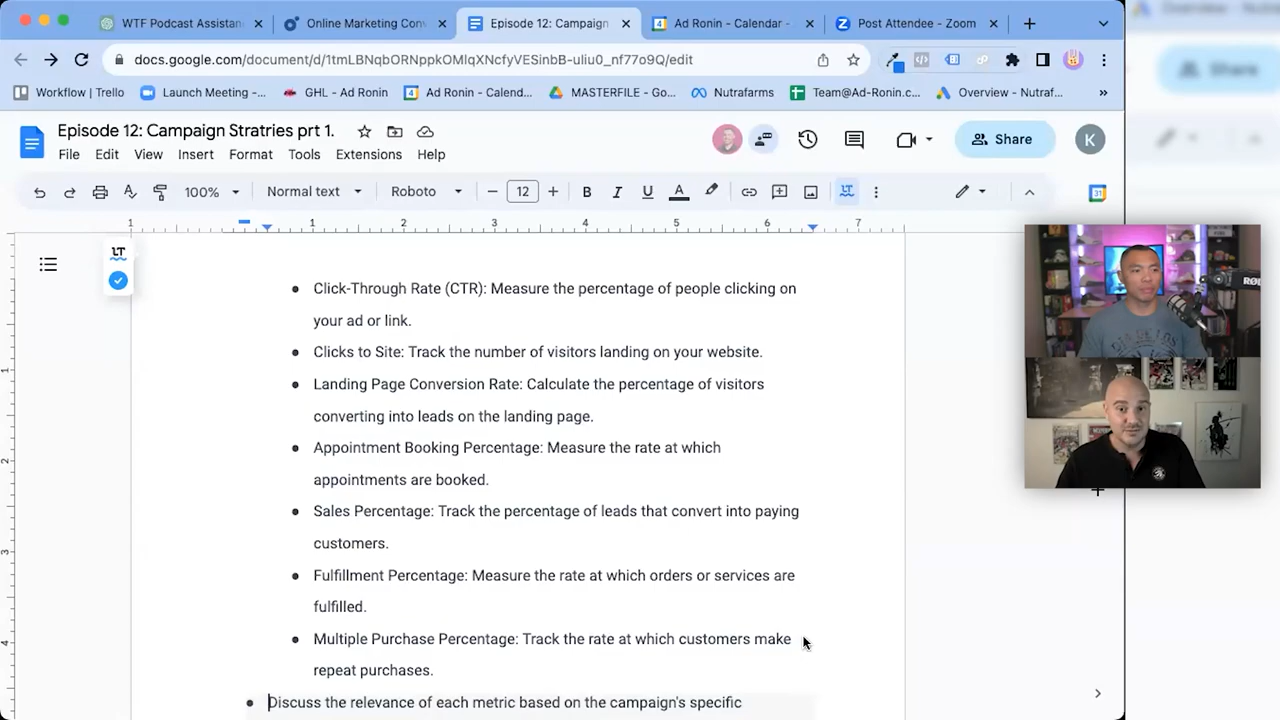 WTF Podcast Assistan
Online Marketing Con
Episode 12: Campaign
Ad Ronin - Calendar -
Post Attendee - Zoom
docs.google.com/document/d/1tmLBNqbORNppkOMlqXNcfyVESinbB-uliu0_nf77o9Q/edit
Workflow | Trello
Launch Meeting -...
GHL - Ad Ronin
Ad Ronin - Calend...
MASTERFILE - Go...
Nutrafarms
Team@Ad-Ronin.c...
Overview - Nutraf...
»
Episode 12: Campaign Stratries prt 1.
File Edit View Insert Format Tools Extensions Help
Share
K
100% Normal text Roboto 12 B I U A
1 1 2 3 4 5 6 7
Click-Through Rate (CTR): Measure the percentage of people clicking on
your ad or link.
Clicks to Site: Track the number of visitors landing on your website.
Landing Page Conversion Rate: Calculate the percentage of visitors
converting into leads on the landing page.
Appointment Booking Percentage: Measure the rate at which
appointments are booked.
Sales Percentage: Track the percentage of leads that convert into paying
customers.
Fulfillment Percentage: Measure the rate at which orders or services are
fulfilled.
Multiple Purchase Percentage: Track the rate at which customers make
repeat purchases.
Discuss the relevance of each metric based on the campaign's specific